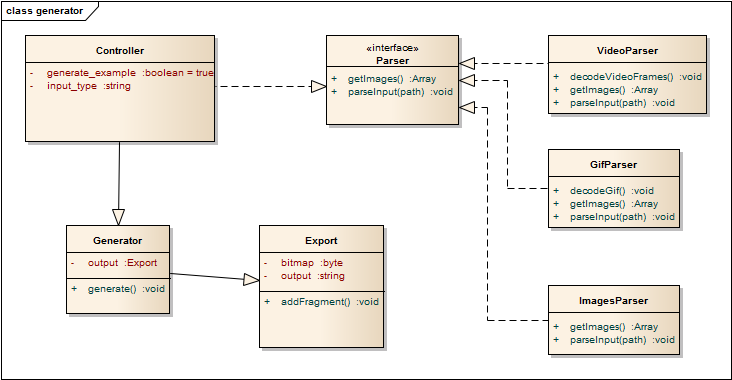 class generator
Controller
- generate_example :boolean = true
- input_type :string
«interface»
Parser
+ getImages() :Array
+ parseInput(path) :void
VideoParser
+ decodeVideoFrames() :void
+ getImages() :Array
+ parseInput(path) :void
GifParser
+ decodeGif() :void
+ getImages() :Array
+ parseInput(path) :void
Generator
- output :Export
+ generate() :void
Export
- bitmap :byte
- output :string
+ addFragment() :void
ImagesParser
+ getImages() :Array
+ parseInput(path) :void